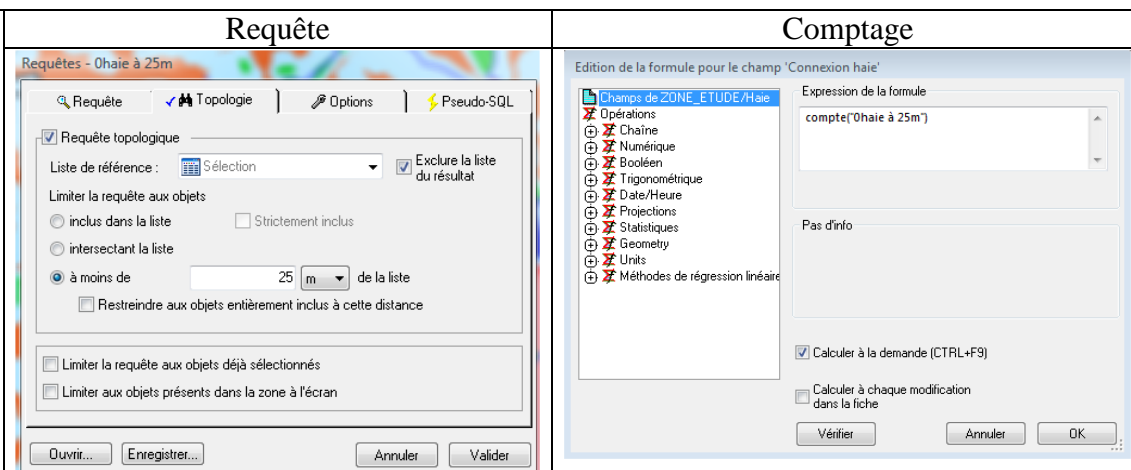 Requête
Comptage
Requêtes - 0haie à 25m
Requête
Topologie
Options
Pseudo-SQL
Requête topologique
Liste de référence :
Sélection
Exclure la liste
du résultat
Limiter la requête aux objets
inclus dans la liste
Strictement inclus
intersectant la liste
à moins de
25
m
de la liste
Restreindre aux objets entièrement inclus à cette distance
Limiter la requête aux objets déjà sélectionnés
Limiter aux objets présents dans la zone à l'écran
Ouvrir...
Enregistrer...
Annuler
Valider
Edition de la formule pour le champ 'Connexion haie'
Champs de ZONE_ETUDE/Haie
Opérations
Chaîne
Numérique
Booléen
Trigonométrique
Date/Heure
Projections
Statistiques
Geometry
Units
Méthodes de régression linéaire
Expression de la formule
compte("0haie à 25m")
Pas d'info
Calculer à la demande (CTRL+F9)
Calculer à chaque modification
dans la fiche
Vérifier
Annuler
OK